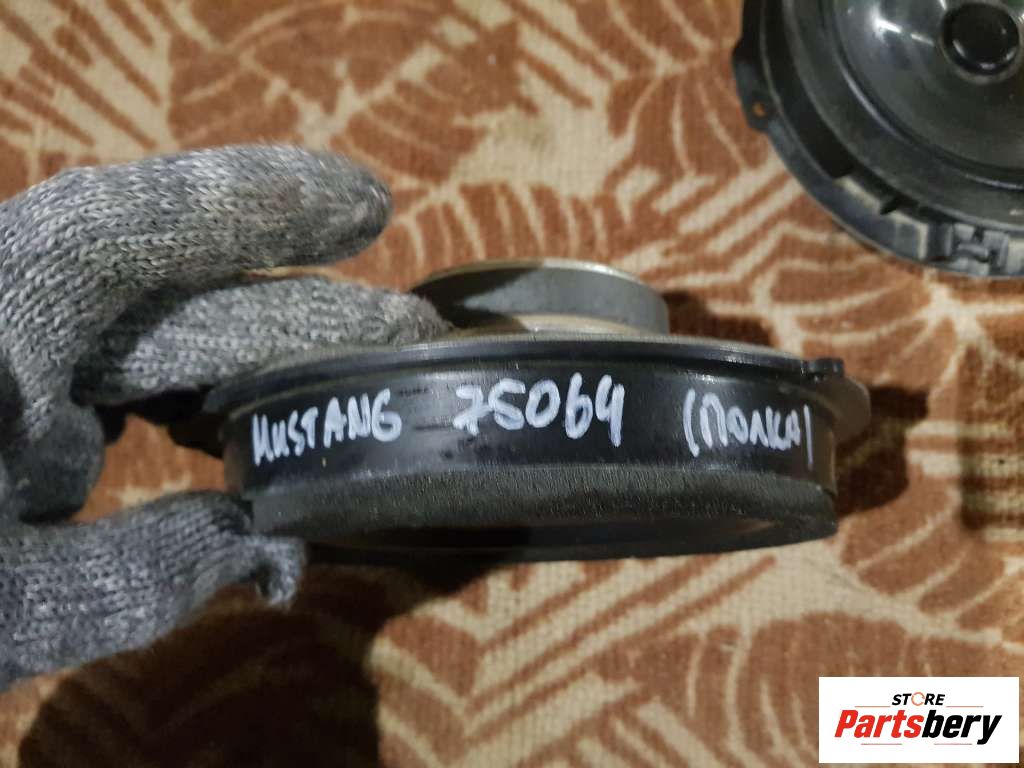 MUSTANG 75064 (ПОЛКА)
STORE
Partsbery